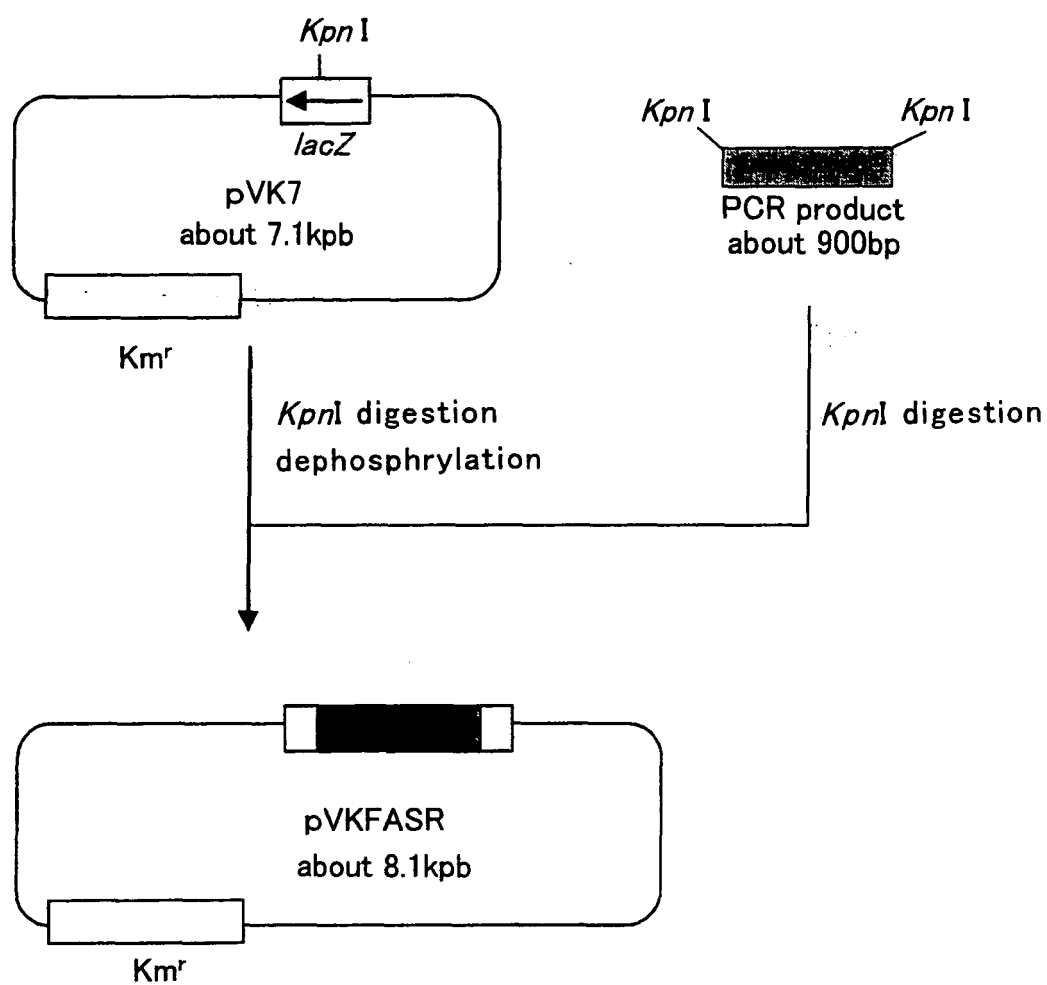 Kpn I
lacZ
pVK7
about 7.1kpb
Kmr
Kpn I
Kpn I
PCR product
about 900bp
KpnI digestion
dephosphrylation
KpnI digestion
pVKFASR
about 8.1kpb
Kmr